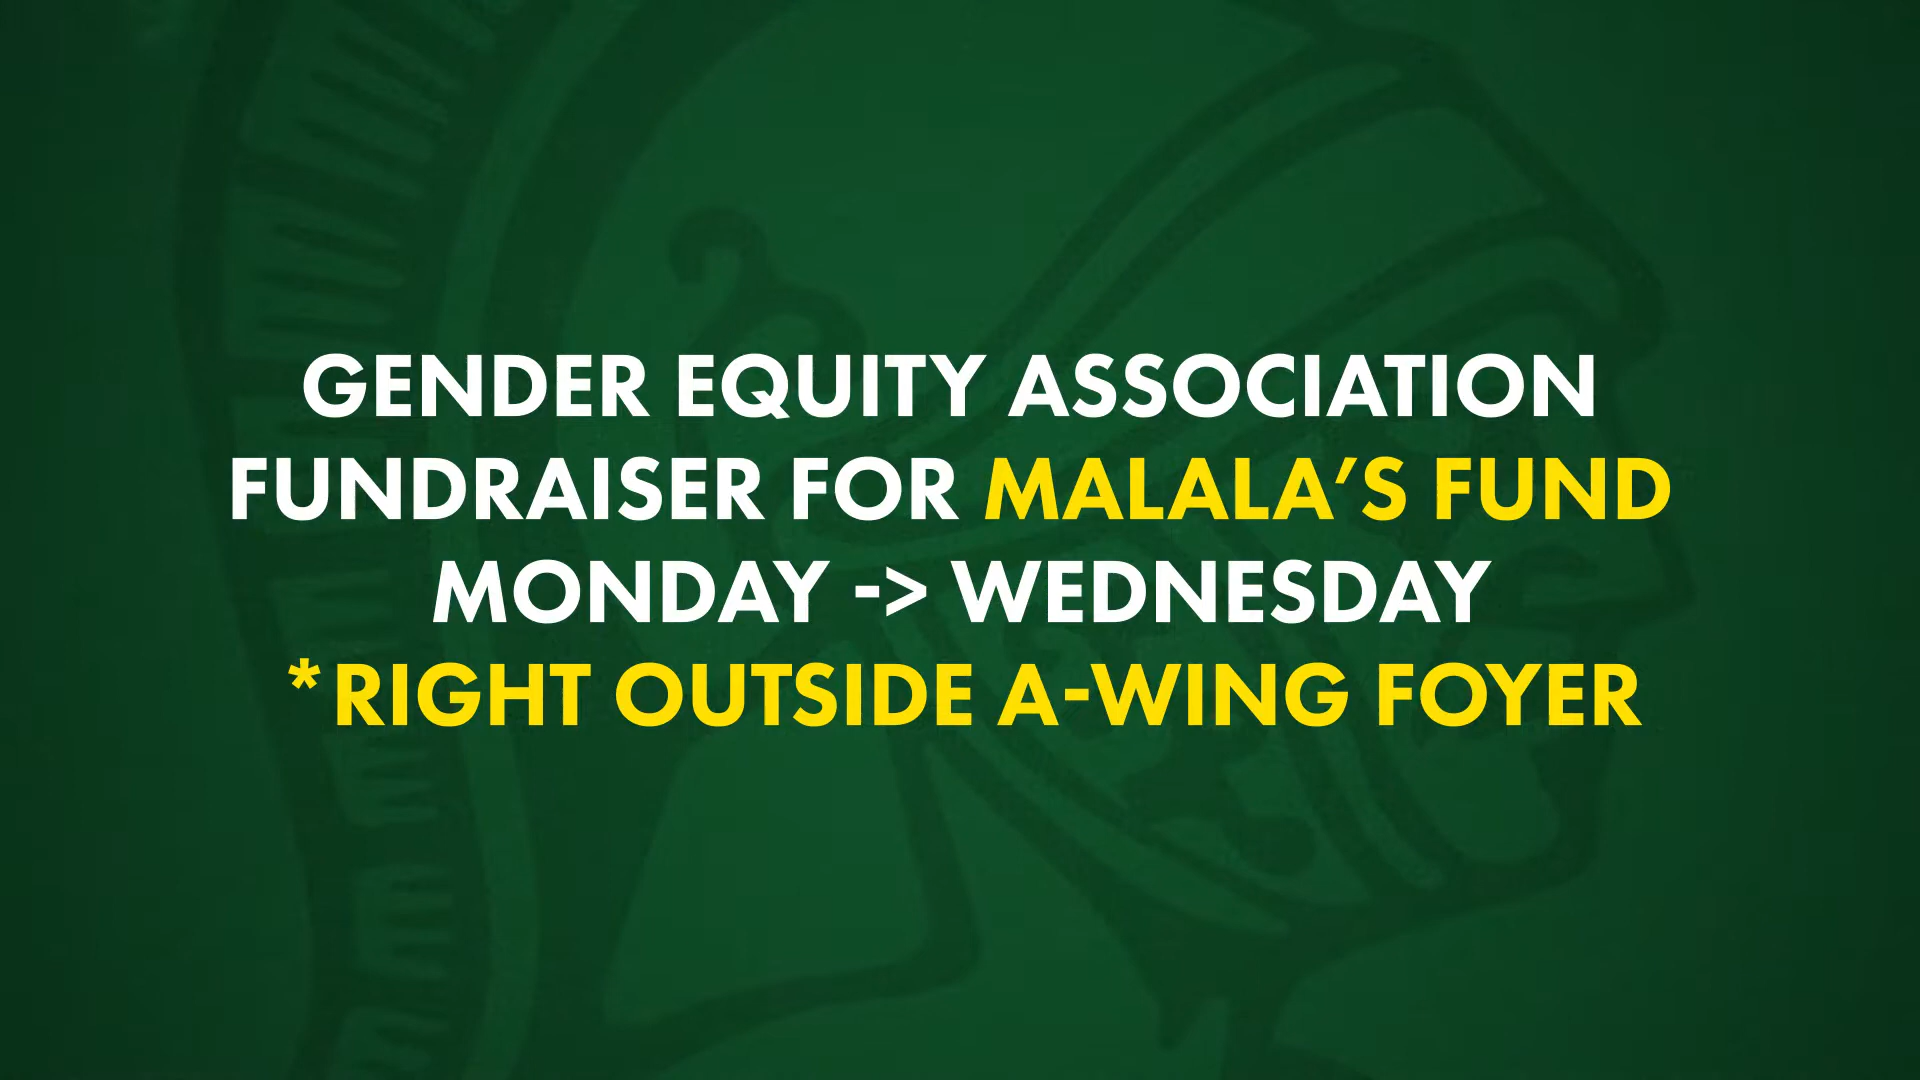 GENDER EQUITY ASSOCIATION
FUNDRAISER FOR MALALA’S FUND
MONDAY -> WEDNESDAY
*RIGHT OUTSIDE A-WING FOYER